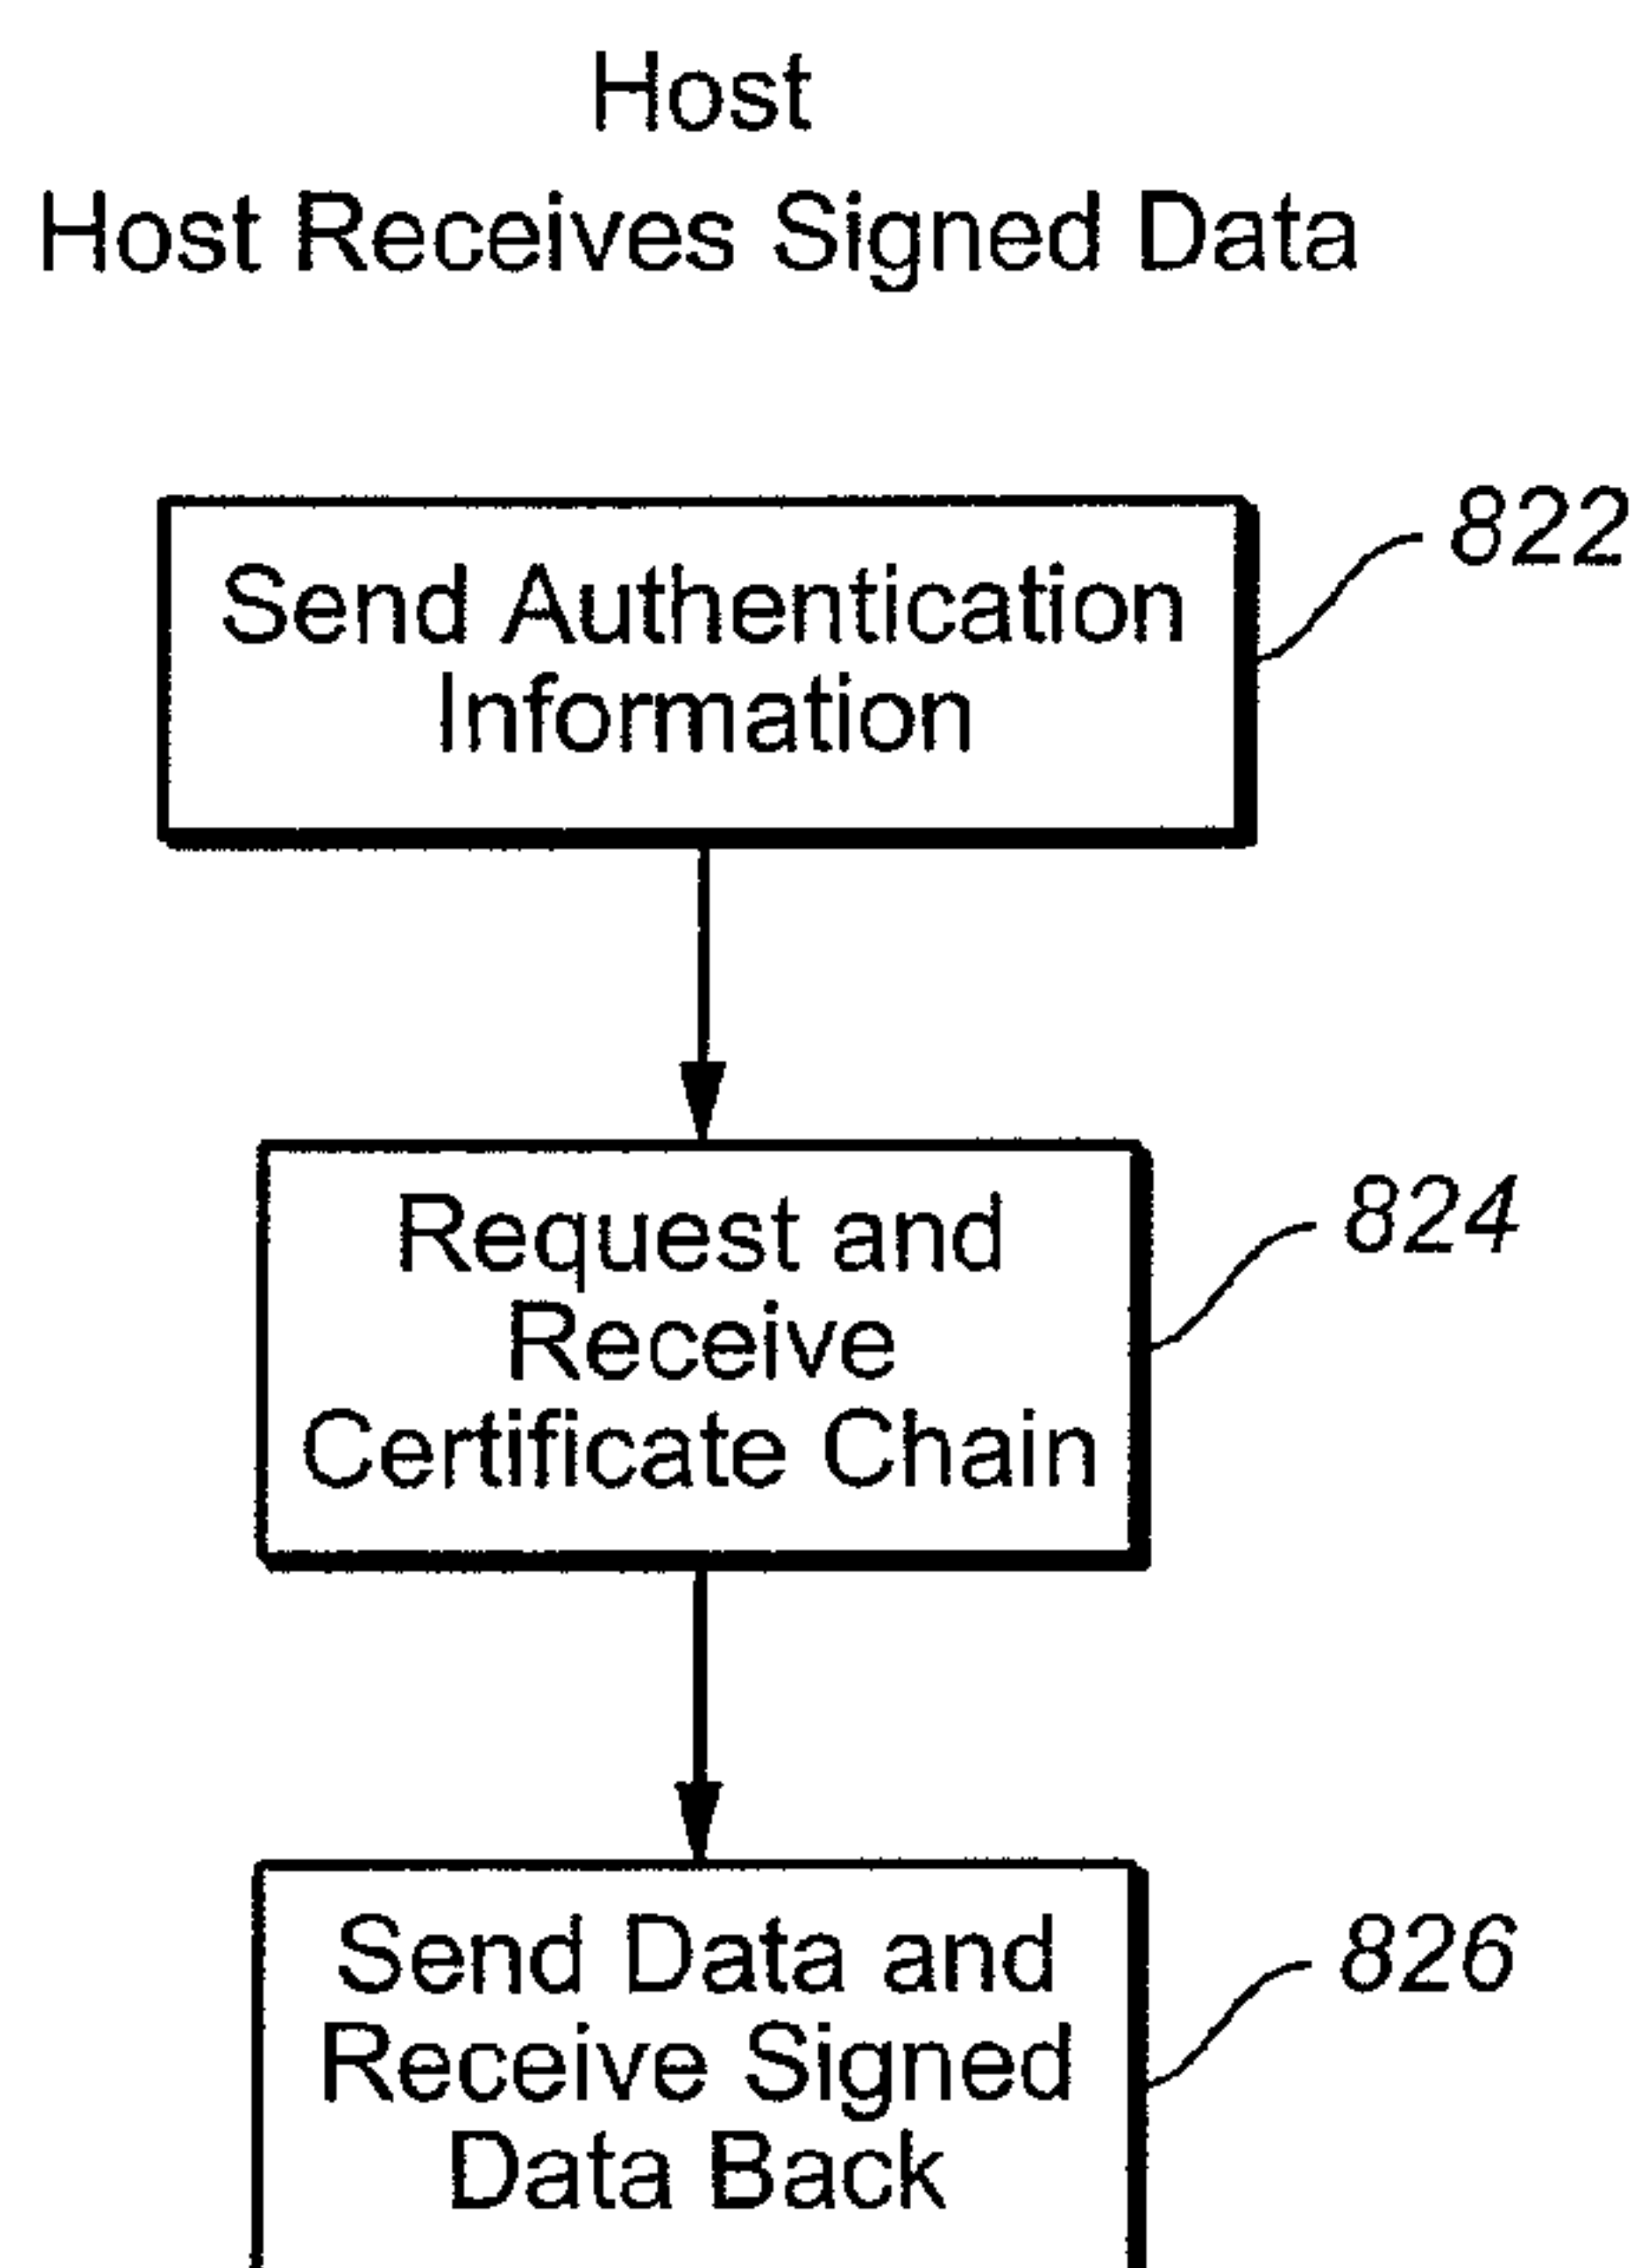 Host
Host Receives Signed Data
Send Authentication
Information
822
Request and
Receive
Certificate Chain
824
Send Data and
Receive Signed
Data Back
826